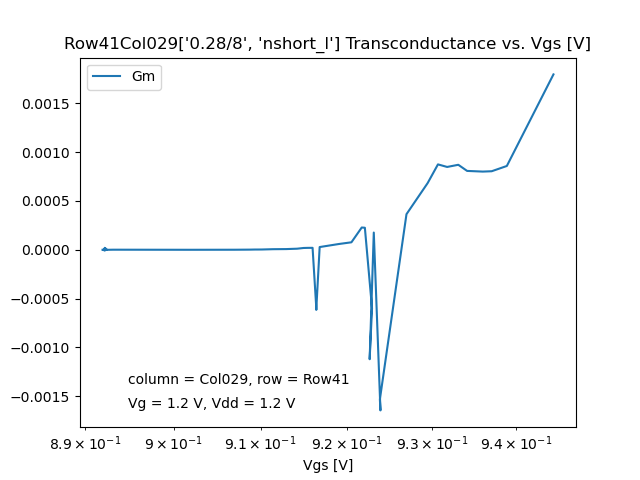 Row41Col029['0.28/8', 'nshort_l'] Transconductance vs. Vgs [V]
Gm
0.0015
0.0010
0.0005
0.0000
−0.0005
−0.0010
−0.0015
column = Col029, row = Row41
Vg = 1.2 V, Vdd = 1.2 V
8.9 × 10⁻¹ 9 × 10⁻¹ 9.1 × 10⁻¹ 9.2 × 10⁻¹ 9.3 × 10⁻¹ 9.4 × 10⁻¹
Vgs [V]